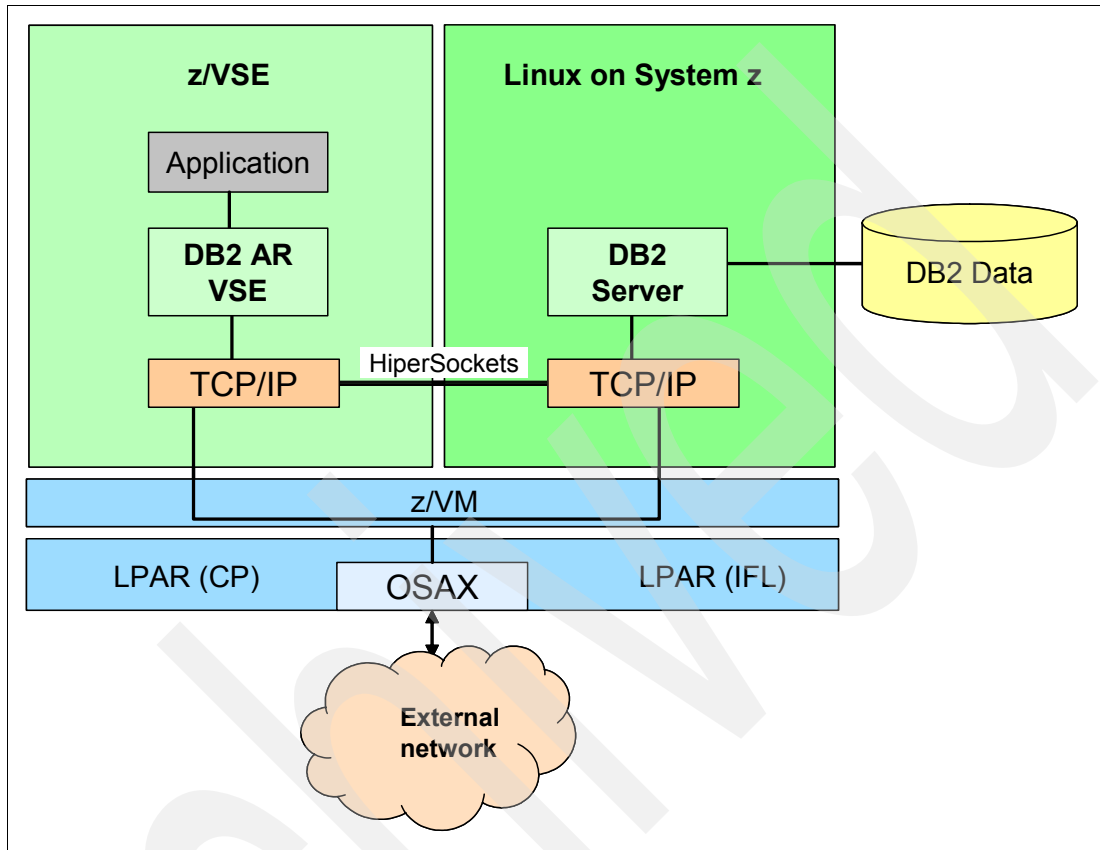 z/VSE
Linux on System z
Application
DB2 AR
VSE
DB2
Server
DB2 Data
HiperSockets
TCP/IP
TCP/IP
z/VM
LPAR (CP)
OSAX
LPAR (IFL)
External
network